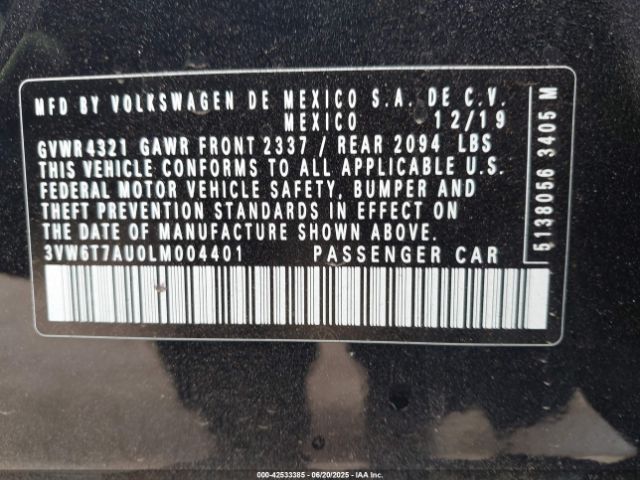 MFD BY VOLKSWAGEN DE MEXICO S.A. DE C.V.
MEXICO 12/19
GVWR 4321 GAWR FRONT 2337 / REAR 2094 LBS
THIS VEHICLE CONFORMS TO ALL APPLICABLE U.S.
FEDERAL MOTOR VEHICLE SAFETY, BUMPER AND
THEFT PREVENTION STANDARDS IN EFFECT ON
THE DATE OF MANUFACTURE SHOWN ABOVE.
3VW6T7AU0LM004401 PASSENGER CAR
5138056 3405 M
000-42533385 - 06/20/2025 - IAA Inc.